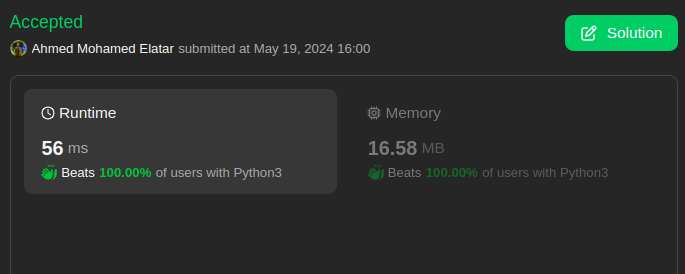 Accepted
Ahmed Mohamed Elatar submitted at May 19, 2024 16:00
Solution
Runtime
56 ms
Beats 100.00% of users with Python3
Memory
16.58 MB
Beats 100.00% of users with Python3